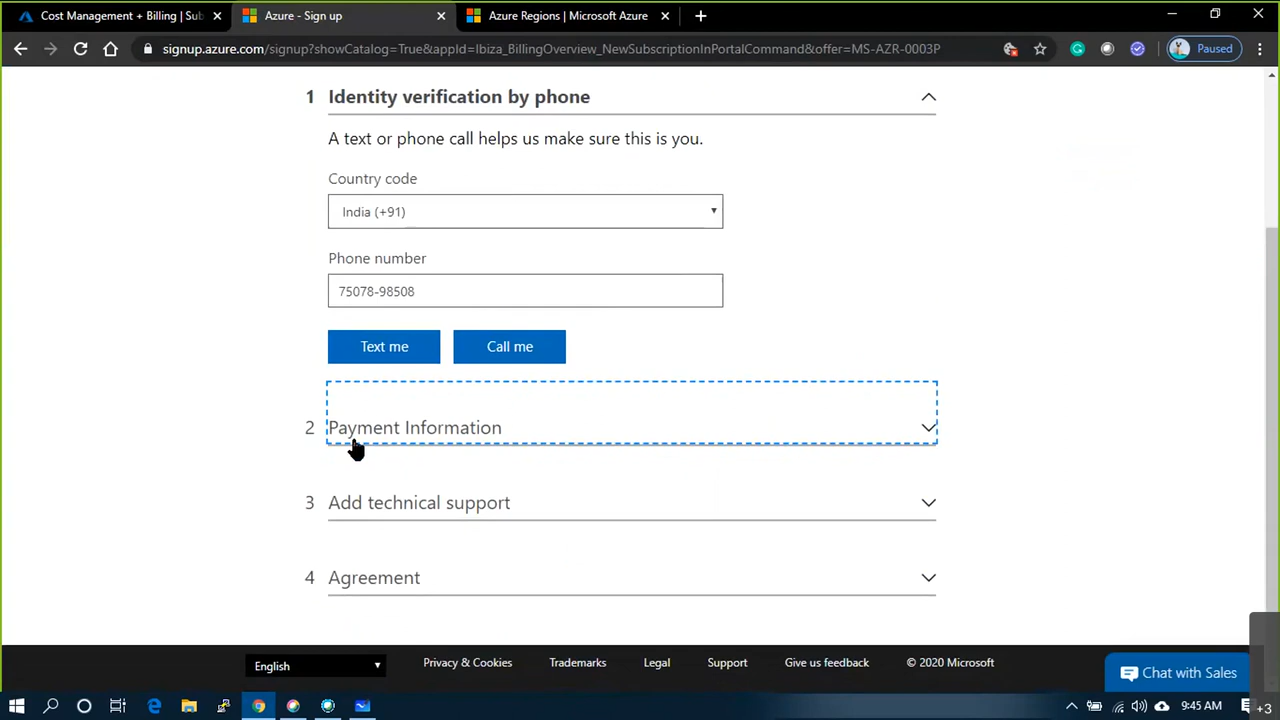 Cost Management + Billing | Sub
Azure - Sign up
Azure Regions | Microsoft Azure
signup.azure.com/signup?showCatalog=True&appId=Ibiza_BillingOverview_NewSubscriptionInPortalCommand&offer=MS-AZR-0003P
Paused
1 Identity verification by phone
A text or phone call helps us make sure this is you.
Country code
India (+91)
Phone number
75078-98508
Text me Call me
2 Payment Information
3 Add technical support
4 Agreement
English Privacy & Cookies Trademarks Legal Support Give us feedback © 2020 Microsoft
Chat with Sales
9:45 AM
+3